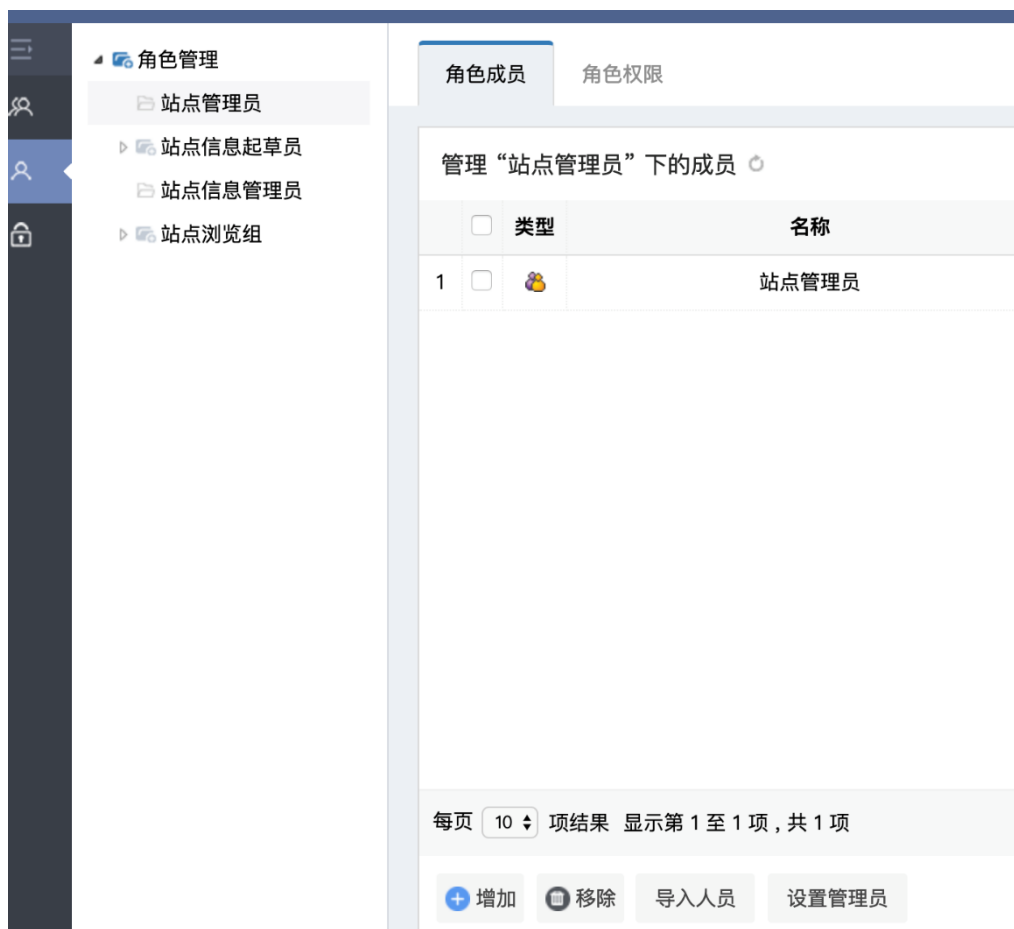 角色管理
站点管理员
站点信息起草员
站点信息管理员
站点浏览组
角色成员 角色权限
管理“站点管理员”下的成员
类型 名称
1 站点管理员
每页 10 项结果 显示第 1 至 1 项 , 共 1 项
增加 移除 导入人员 设置管理员